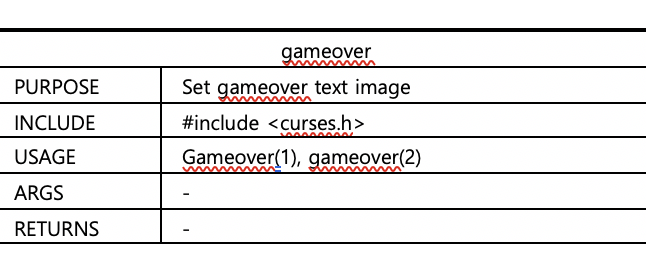 gameover
PURPOSE Set gameover text image
INCLUDE #include <curses.h>
USAGE Gameover(1), gameover(2)
ARGS -
RETURNS -